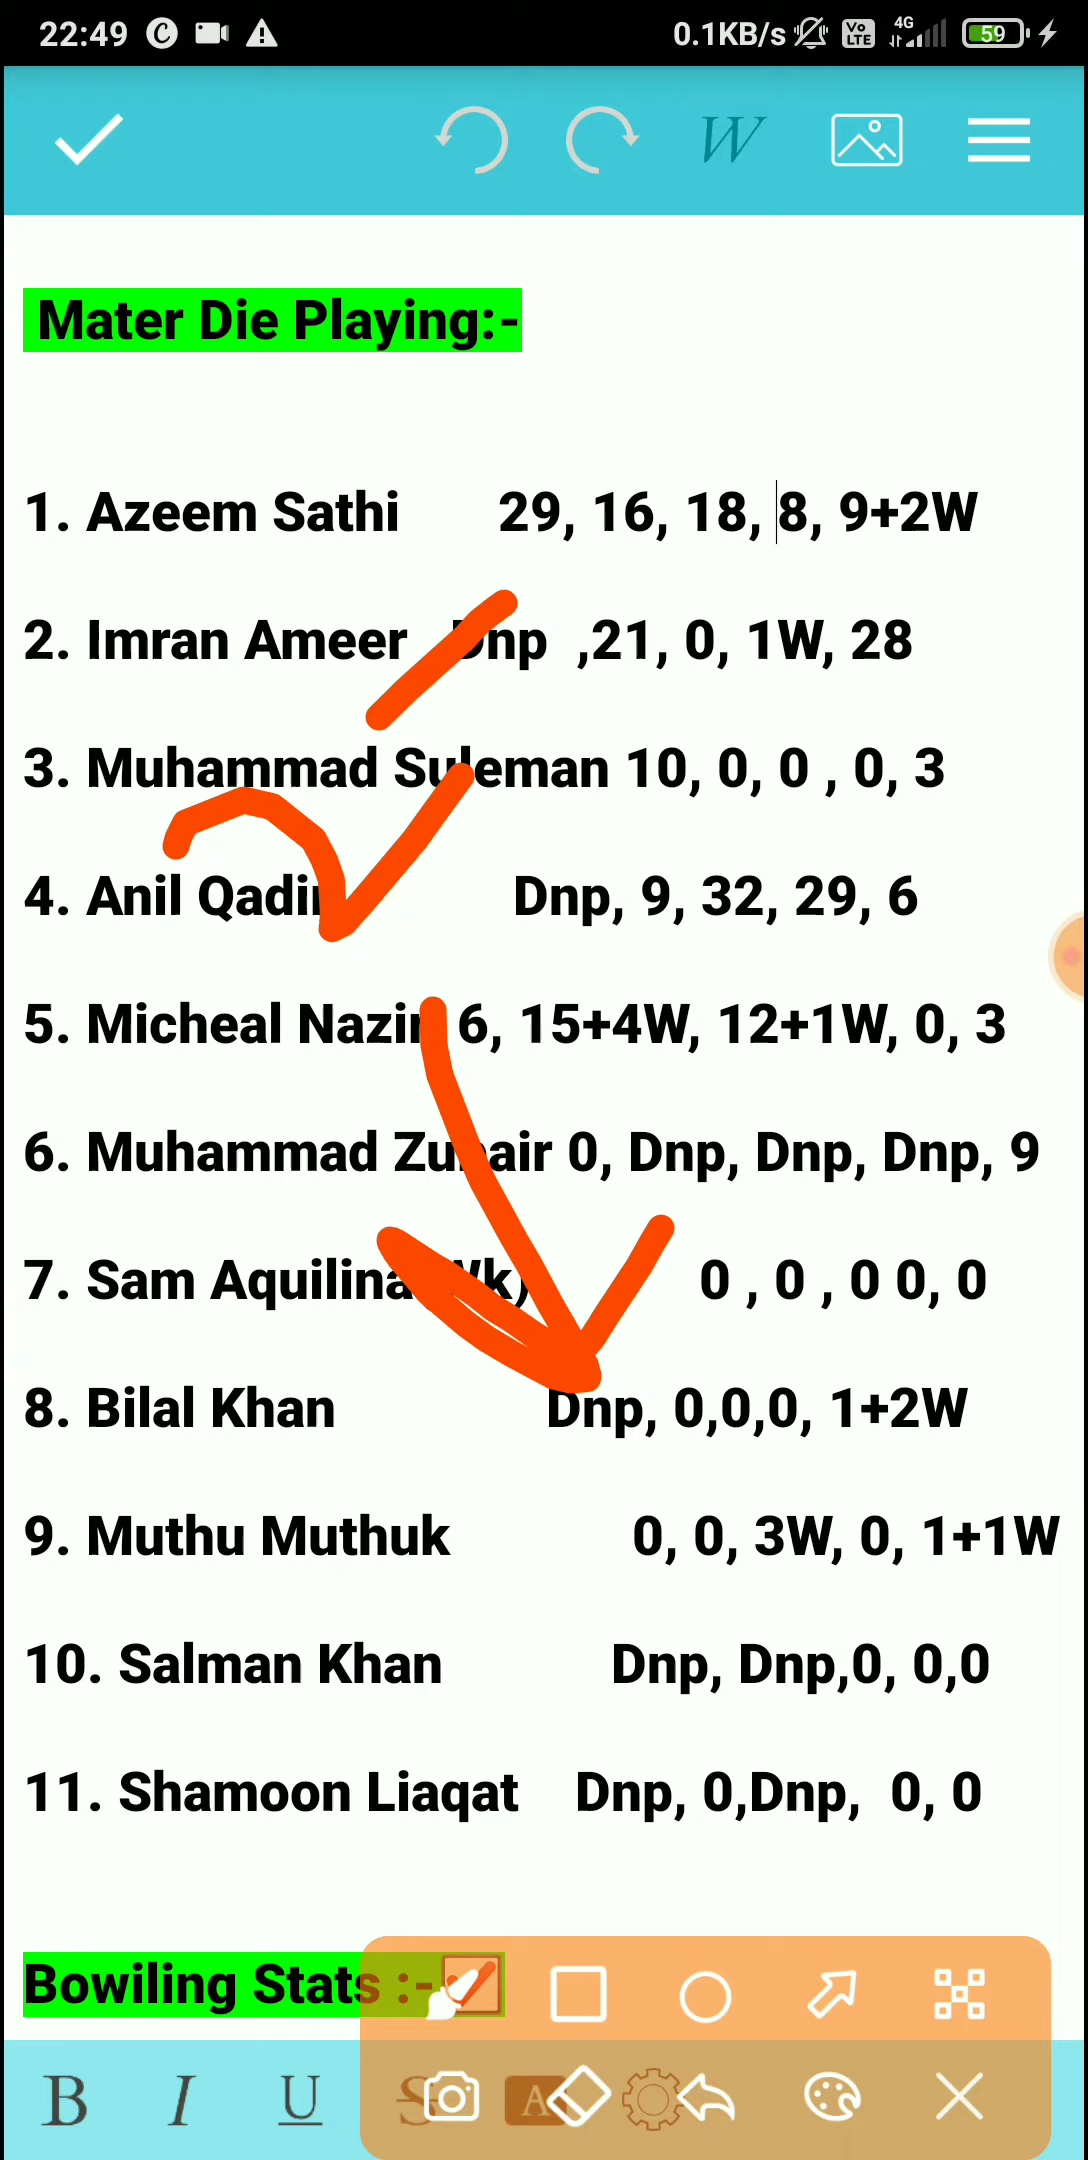 22:49 0.1KB/s Vo LTE 4G 59
W
Mater Die Playing:-
1. Azeem Sathi 29, 16, 18, 8, 9+2W
2. Imran Ameer Dnp ,21, 0, 1W, 28
3. Muhammad Suleman 10, 0, 0 , 0, 3
4. Anil Qadir Dnp, 9, 32, 29, 6
5. Micheal Nazir 6, 15+4W, 12+1W, 0, 3
6. Muhammad Zubair 0, Dnp, Dnp, Dnp, 9
7. Sam Aquilina (Wk) 0 , 0 , 0 0, 0
8. Bilal Khan Dnp, 0,0,0, 1+2W
9. Muthu Muthuk 0, 0, 3W, 0, 1+1W
10. Salman Khan Dnp, Dnp,0, 0,0
11. Shamoon Liaqat Dnp, 0,Dnp, 0, 0
Bowiling Stats :-
B I U S A